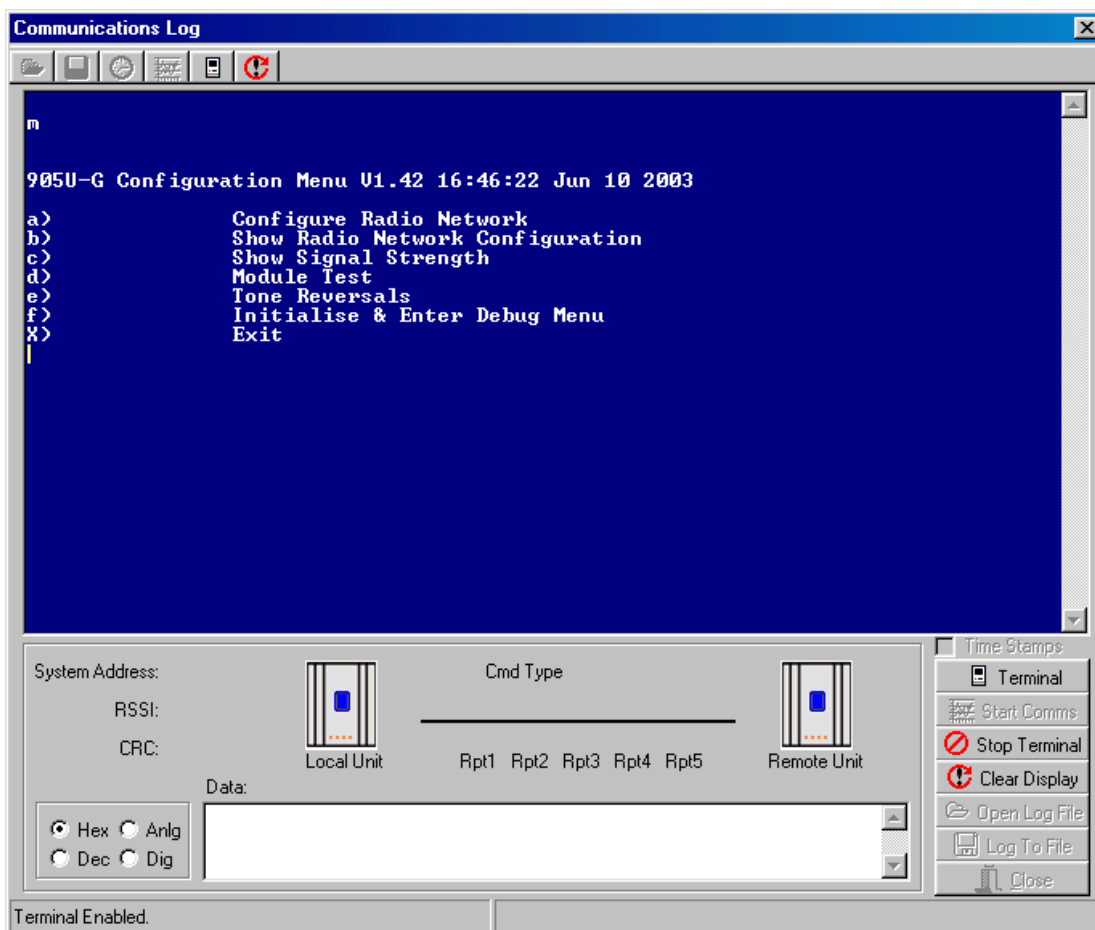 Communications Log
m
905U-G Configuration Menu V1.42 16:46:22 Jun 10 2003
a) Configure Radio Network
b) Show Radio Network Configuration
c) Show Signal Strength
d) Module Test
e) Tone Reversals
f) Initialise & Enter Debug Menu
X) Exit
Time Stamps
System Address:
Cmd Type
Terminal
RSSI:
Start Comms
CRC:
Stop Terminal
Local Unit
Rpt1 Rpt2 Rpt3 Rpt4 Rpt5
Remote Unit
Clear Display
Data:
Open Log File
Hex Anlg
Log To File
Dec Dig
Close
Terminal Enabled.